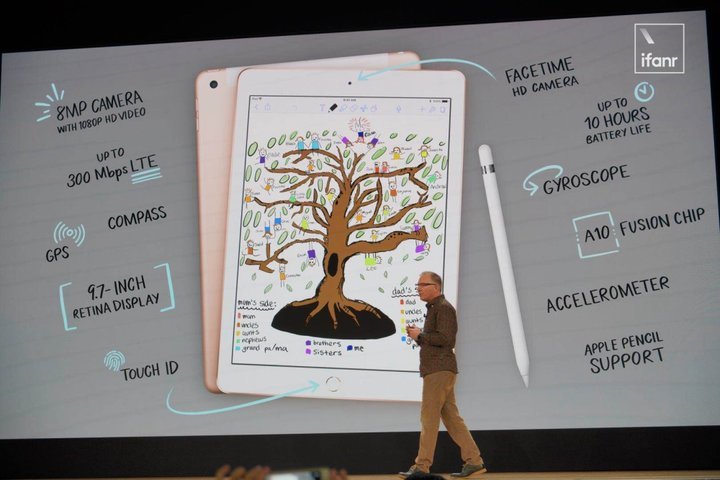 ifanr
8MP CAMERA
WITH 1080P HD VIDEO
UP TO
300 Mbps LTE
COMPASS
GPS
9.7-INCH
RETINA DISPLAY
TOUCH ID
FACETIME
HD CAMERA
UP TO
10 HOURS
BATTERY LIFE
GYROSCOPE
A10 FUSION CHIP
ACCELEROMETER
APPLE PENCIL
SUPPORT
mom's side:
mom
uncles
aunts
nephews
grand pa/ma
brothers
sisters
me
dad's
dad
uncles